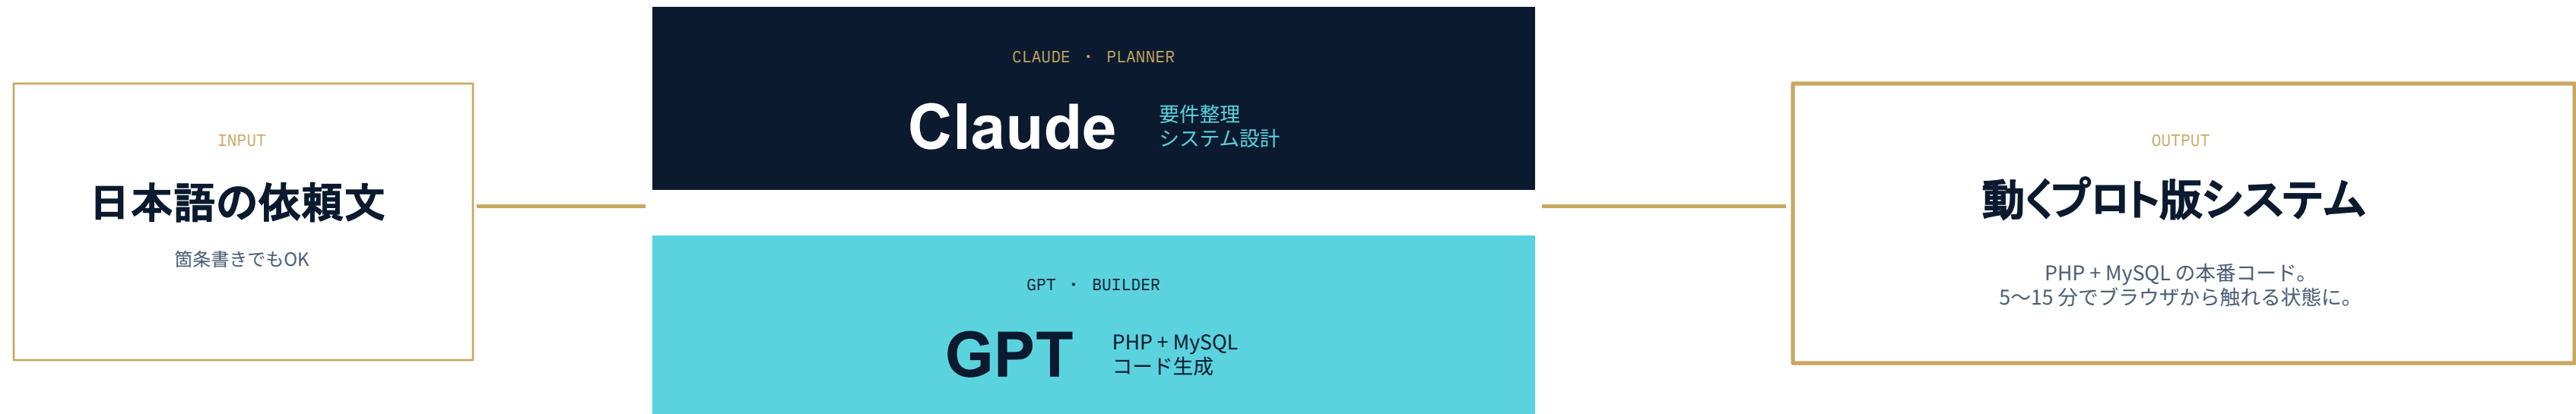 INPUT
日本語の依頼文
箇条書きでもOK
CLAUDE ・ PLANNER
Claude
要件整理
システム設計
GPT ・ BUILDER
GPT
PHP + MySQL
コード生成
OUTPUT
動くプロト版システム
PHP + MySQL の本番コード。
5〜15 分でブラウザから触れる状態に。